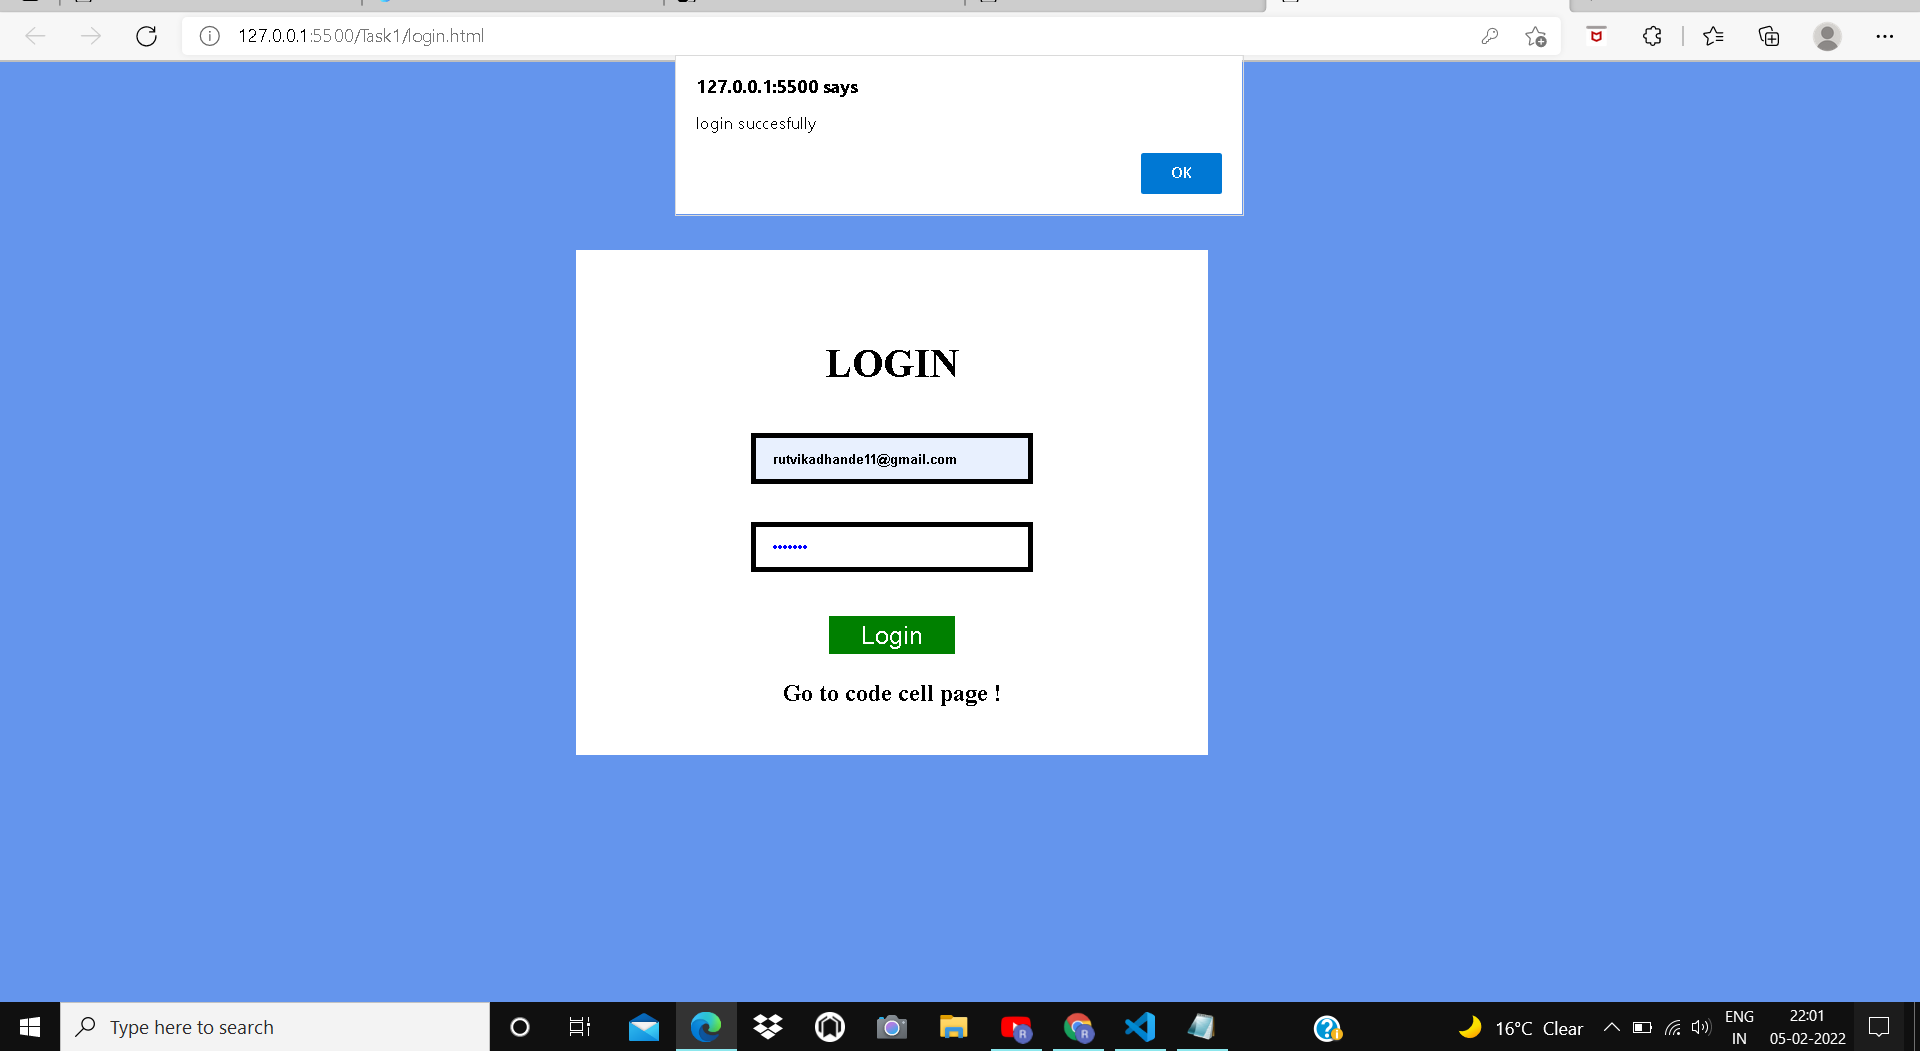 127.0.0.1:5500/Task1/login.html
127.0.0.1:5500 says
login succesfully
OK
LOGIN
rutvikadhande11@gmail.com
•••••••
Login
Go to code cell page !
Type here to search
R
R
16°C Clear
ENG
IN
22:01
05-02-2022